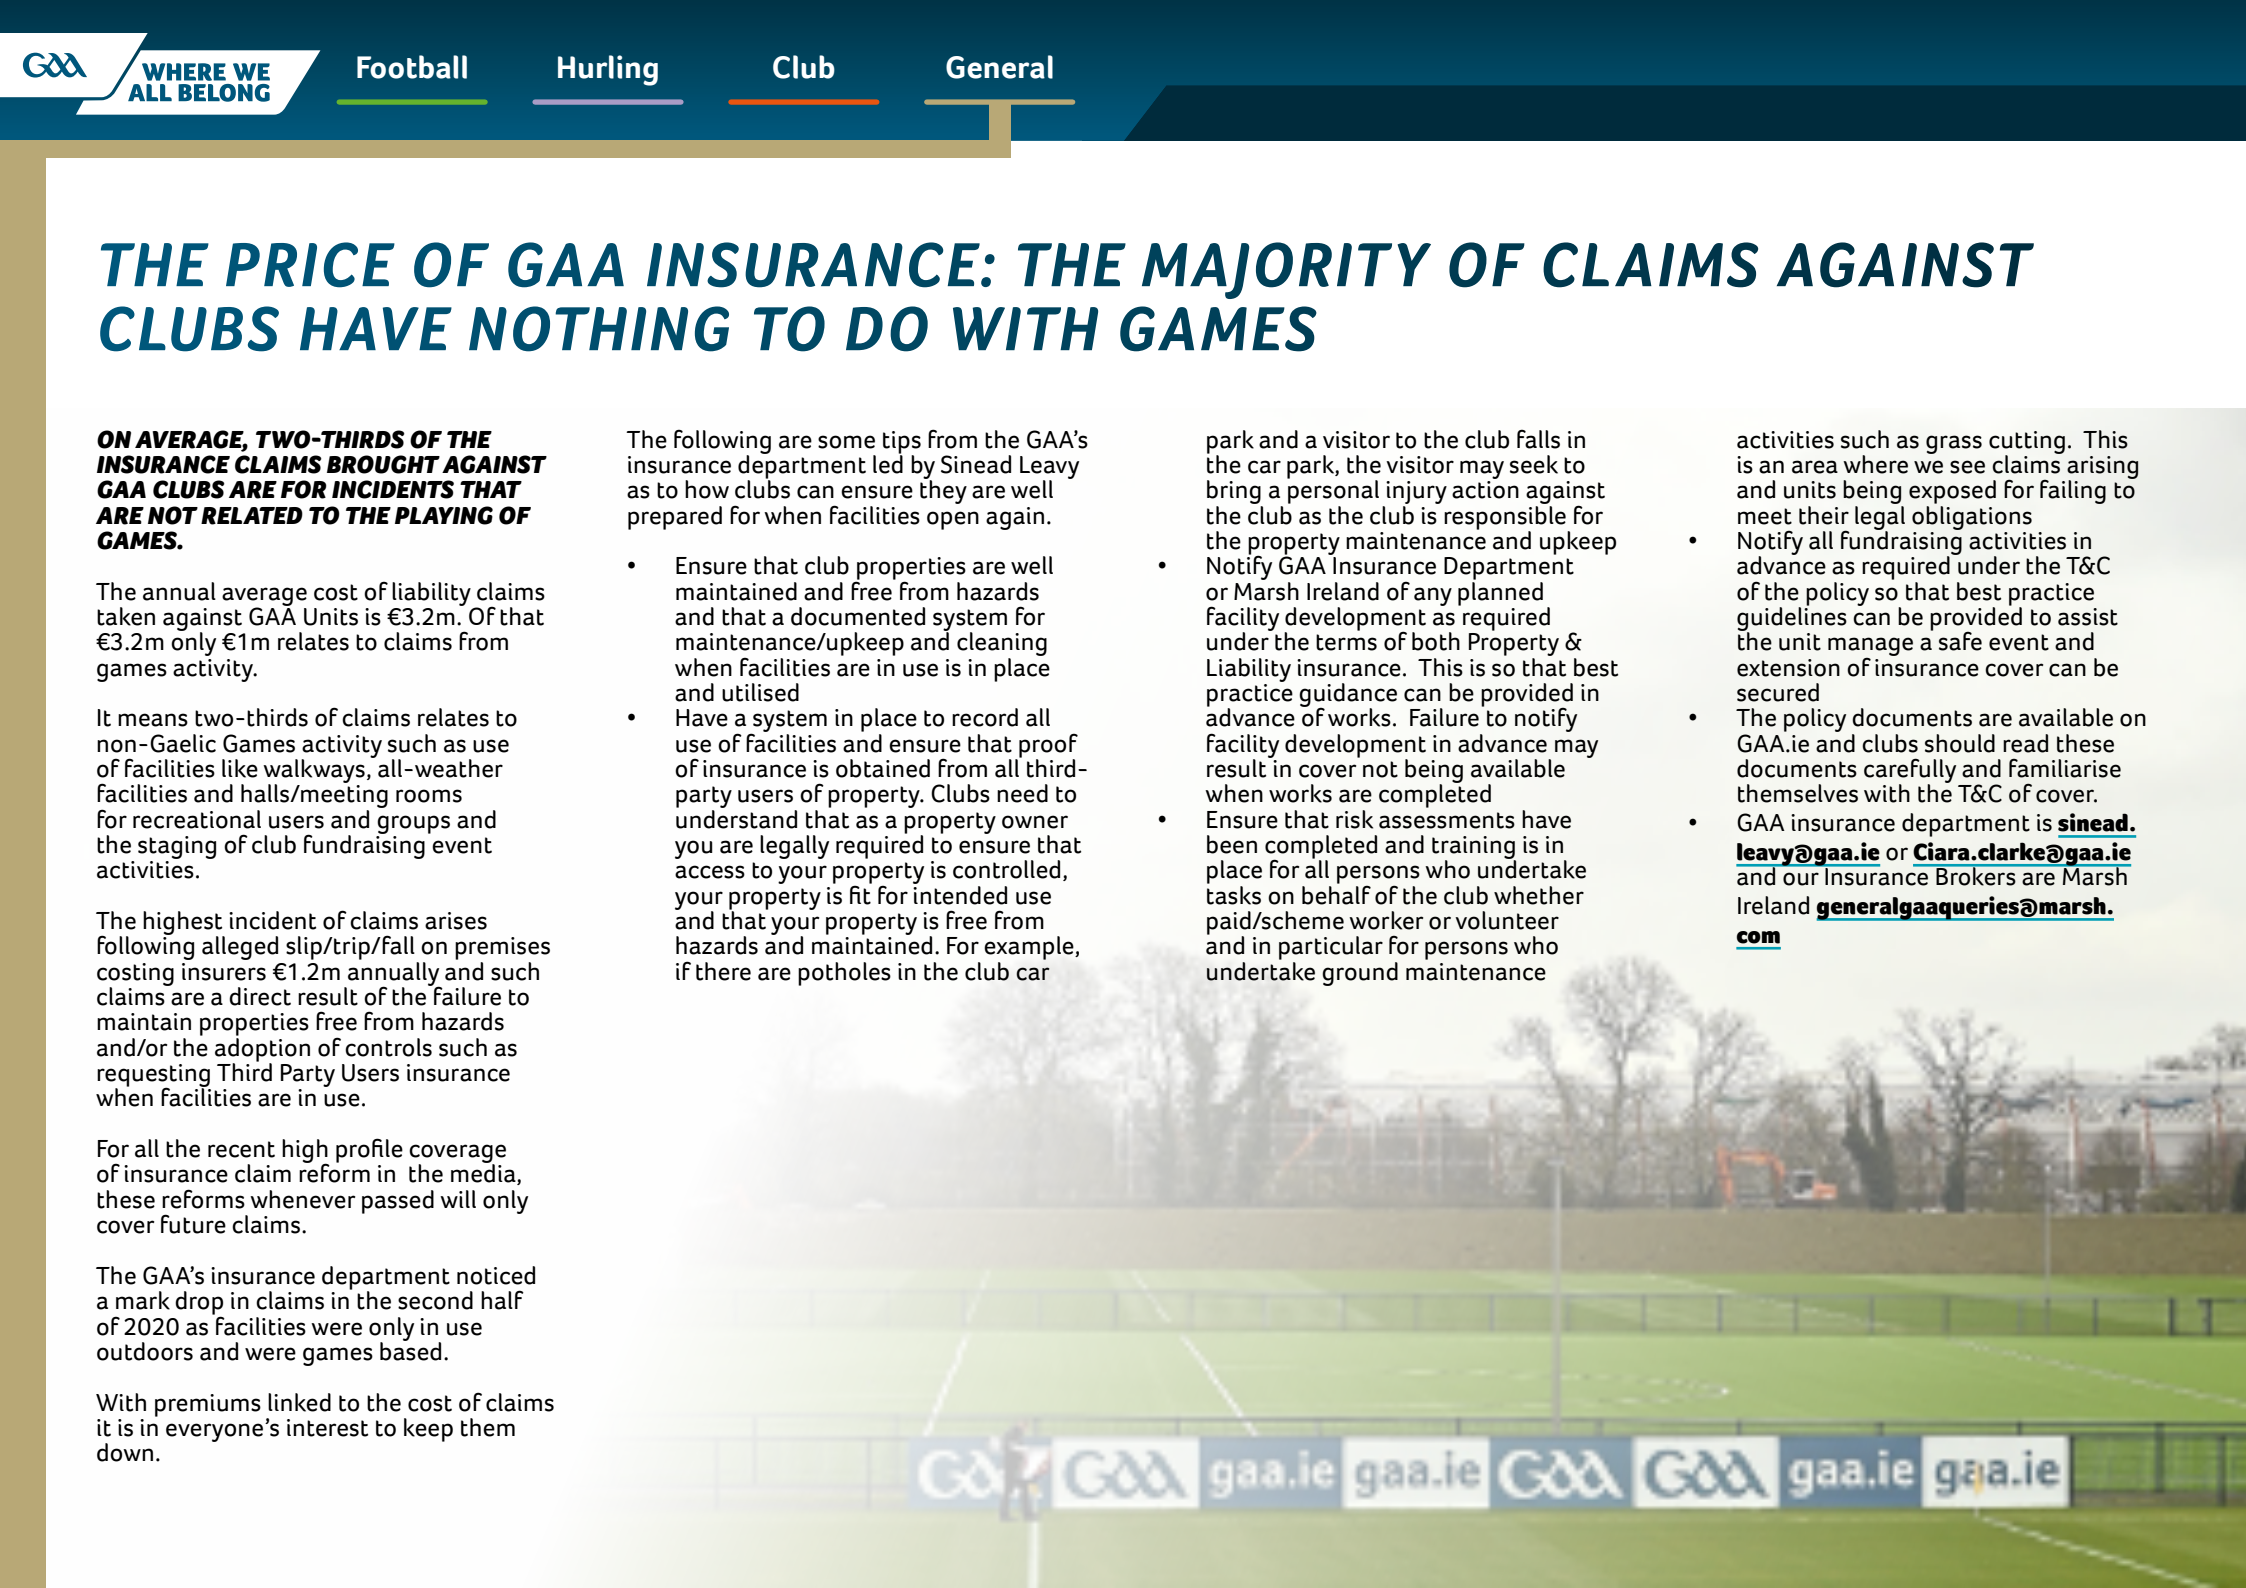 GAA
WHERE WE
ALL BELONG
Football
Hurling
Club
General
THE PRICE OF GAA INSURANCE: THE MAJORITY OF CLAIMS AGAINST
CLUBS HAVE NOTHING TO DO WITH GAMES
ON AVERAGE, TWO-THIRDS OF THE
INSURANCE CLAIMS BROUGHT AGAINST
GAA CLUBS ARE FOR INCIDENTS THAT
ARE NOT RELATED TO THE PLAYING OF
GAMES.
The annual average cost of liability claims
taken against GAA Units is €3.2m. Of that
€3.2m only €1m relates to claims from
games activity.
It means two-thirds of claims relates to
non-Gaelic Games activity such as use
of facilities like walkways, all-weather
facilities and halls/meeting rooms
for recreational users and groups and
the staging of club fundraising event
activities.
The highest incident of claims arises
following alleged slip/trip/fall on premises
costing insurers €1.2m annually and such
claims are a direct result of the failure to
maintain properties free from hazards
and/or the adoption of controls such as
requesting Third Party Users insurance
when facilities are in use.
For all the recent high profile coverage
of insurance claim reform in  the media,
these reforms whenever passed will only
cover future claims.
The GAA's insurance department noticed
a mark drop in claims in the second half
of 2020 as facilities were only in use
outdoors and were games based.
With premiums linked to the cost of claims
it is in everyone's interest to keep them
down.
The following are some tips from the GAA's
insurance department led by Sinead Leavy
as to how clubs can ensure they are well
prepared for when facilities open again.
• Ensure that club properties are well
maintained and free from hazards
and that a documented system for
maintenance/upkeep and cleaning
when facilities are in use is in place
and utilised
• Have a system in place to record all
use of facilities and ensure that proof
of insurance is obtained from all third-
party users of property. Clubs need to
understand that as a property owner
you are legally required to ensure that
access to your property is controlled,
your property is fit for intended use
and that your property is free from
hazards and maintained. For example,
if there are potholes in the club car
park and a visitor to the club falls in
the car park, the visitor may seek to
bring a personal injury action against
the club as the club is responsible for
the property maintenance and upkeep
• Notify GAA Insurance Department
or Marsh Ireland of any planned
facility development as required
under the terms of both Property &
Liability insurance.  This is so that best
practice guidance can be provided in
advance of works.  Failure to notify
facility development in advance may
result in cover not being available
when works are completed
• Ensure that risk assessments have
been completed and training is in
place for all persons who undertake
tasks on behalf of the club whether
paid/scheme worker or volunteer
and in particular for persons who
undertake ground maintenance
activities such as grass cutting.  This
is an area where we see claims arising
and units being exposed for failing to
meet their legal obligations
• Notify all fundraising activities in
advance as required under the T&C
of the policy so that best practice
guidelines can be provided to assist
the unit manage a safe event and
extension of insurance cover can be
secured
• The policy documents are available on
GAA.ie and clubs should read these
documents carefully and familiarise
themselves with the T&C of cover.
• GAA insurance department is sinead.
leavy@gaa.ie or Ciara.clarke@gaa.ie
and our Insurance Brokers are Marsh
Ireland generalgaaqueries@marsh.
com
GAA GAA gaa.ie gaa.ie GAA GAA gaa.ie gaa.ie